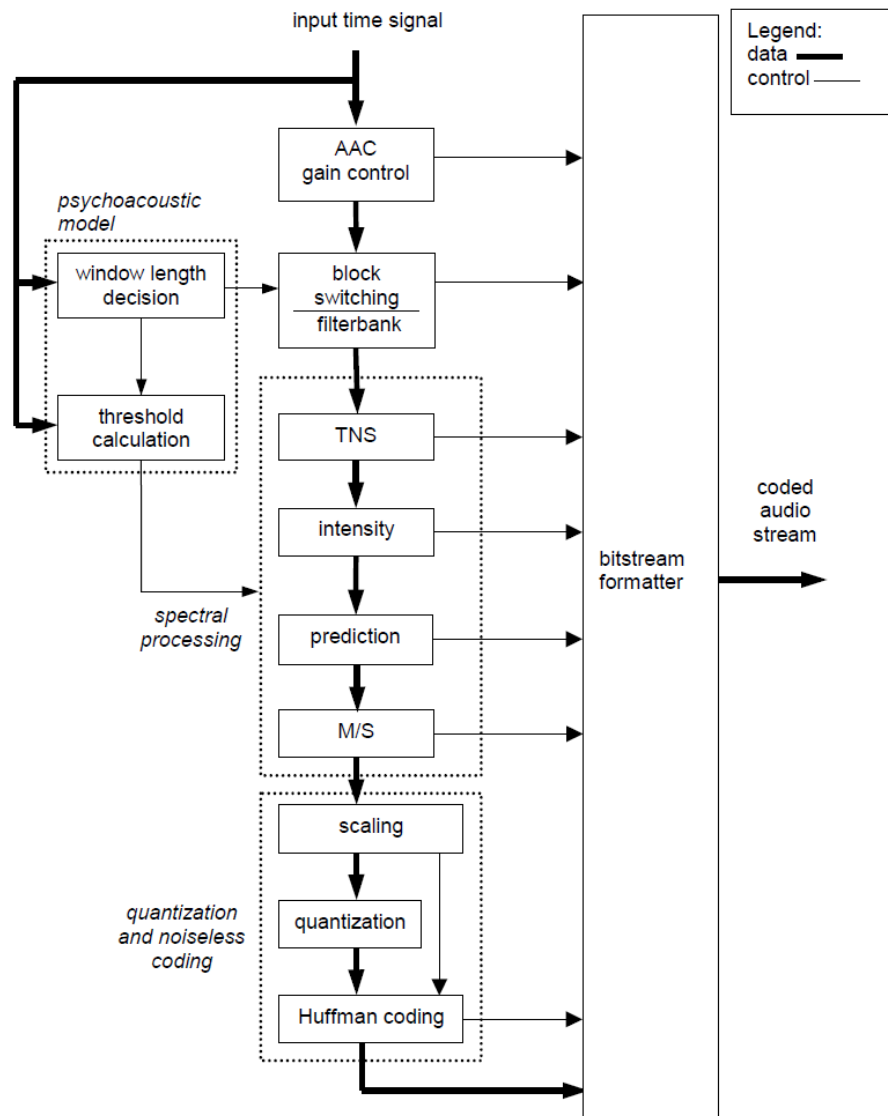 input time signal
Legend:
data
control
AAC
gain control
psychoacoustic
model
window length
decision
block
switching
filterbank
threshold
calculation
TNS
intensity
coded
audio
stream
bitstream
formatter
spectral
processing
prediction
M/S
scaling
quantization
and noiseless
coding
quantization
Huffman coding